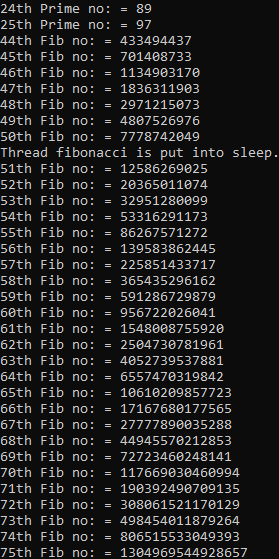 24th Prime no: = 89
25th Prime no: = 97
44th Fib no: = 433494437
45th Fib no: = 701408733
46th Fib no: = 1134903170
47th Fib no: = 1836311903
48th Fib no: = 2971215073
49th Fib no: = 4807526976
50th Fib no: = 7778742049
Thread fibonacci is put into sleep.
51th Fib no: = 12586269025
52th Fib no: = 20365011074
53th Fib no: = 32951280099
54th Fib no: = 53316291173
55th Fib no: = 86267571272
56th Fib no: = 139583862445
57th Fib no: = 225851433717
58th Fib no: = 365435296162
59th Fib no: = 591286729879
60th Fib no: = 956722026041
61th Fib no: = 1548008755920
62th Fib no: = 2504730781961
63th Fib no: = 4052739537881
64th Fib no: = 6557470319842
65th Fib no: = 10610209857723
66th Fib no: = 17167680177565
67th Fib no: = 27777890035288
68th Fib no: = 44945570212853
69th Fib no: = 72723460248141
70th Fib no: = 117669030460994
71th Fib no: = 190392490709135
72th Fib no: = 308061521170129
73th Fib no: = 498454011879264
74th Fib no: = 806515533049393
75th Fib no: = 1304969544928657